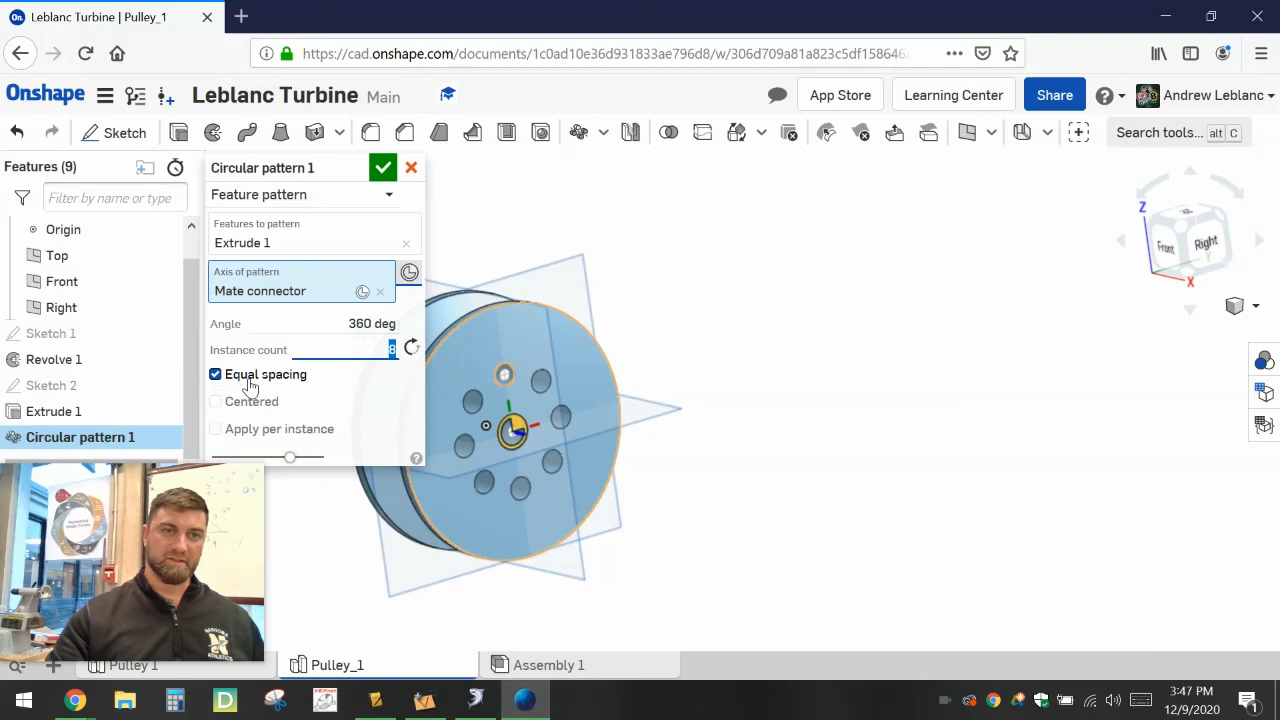 Leblanc Turbine | Pulley_1
https://cad.onshape.com/documents/1c0ad10e36d931833ae796d8/w/306d709a81a823c5df158646
Onshape
Leblanc Turbine Main
App Store
Learning Center
Share
Andrew Leblanc
Sketch
Search tools...
alt C
Features (9)
Filter by name or type
Origin
Top
Front
Right
Sketch 1
Revolve 1
Sketch 2
Extrude 1
Circular pattern 1
Circular pattern 1
Feature pattern
Features to pattern
Extrude 1
Axis of pattern
Mate connector
Angle 360 deg
Instance count 8
Equal spacing
Centered
Apply per instance
Z
Front
Right
X
Pulley 1
Pulley_1
Assembly 1
3:47 PM
12/9/2020